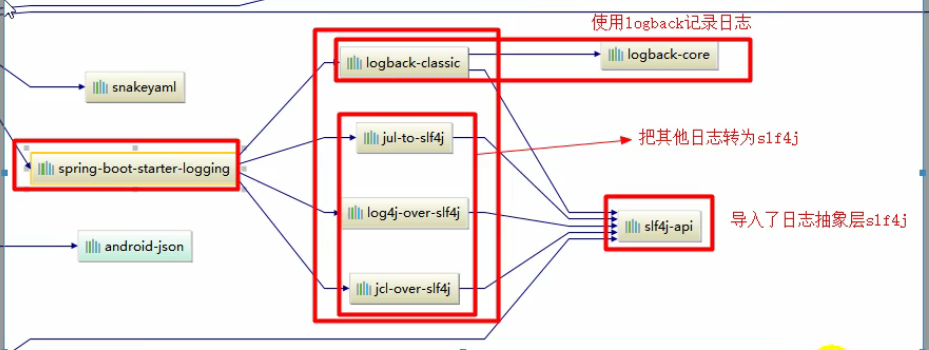 使用logback记录日志
logback-classic
logback-core
snakeyaml
jul-to-slf4j
把其他日志转为slf4j
spring-boot-starter-logging
log4j-over-slf4j
slf4j-api
导入了日志抽象层slf4j
android-json
jcl-over-slf4j